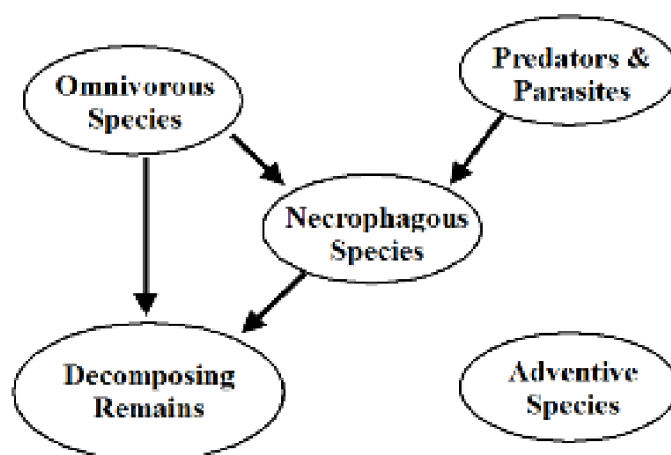 Omnivorous
Species
Predators &
Parasites
Necrophagous
Species
Decomposing
Remains
Adventive
Species